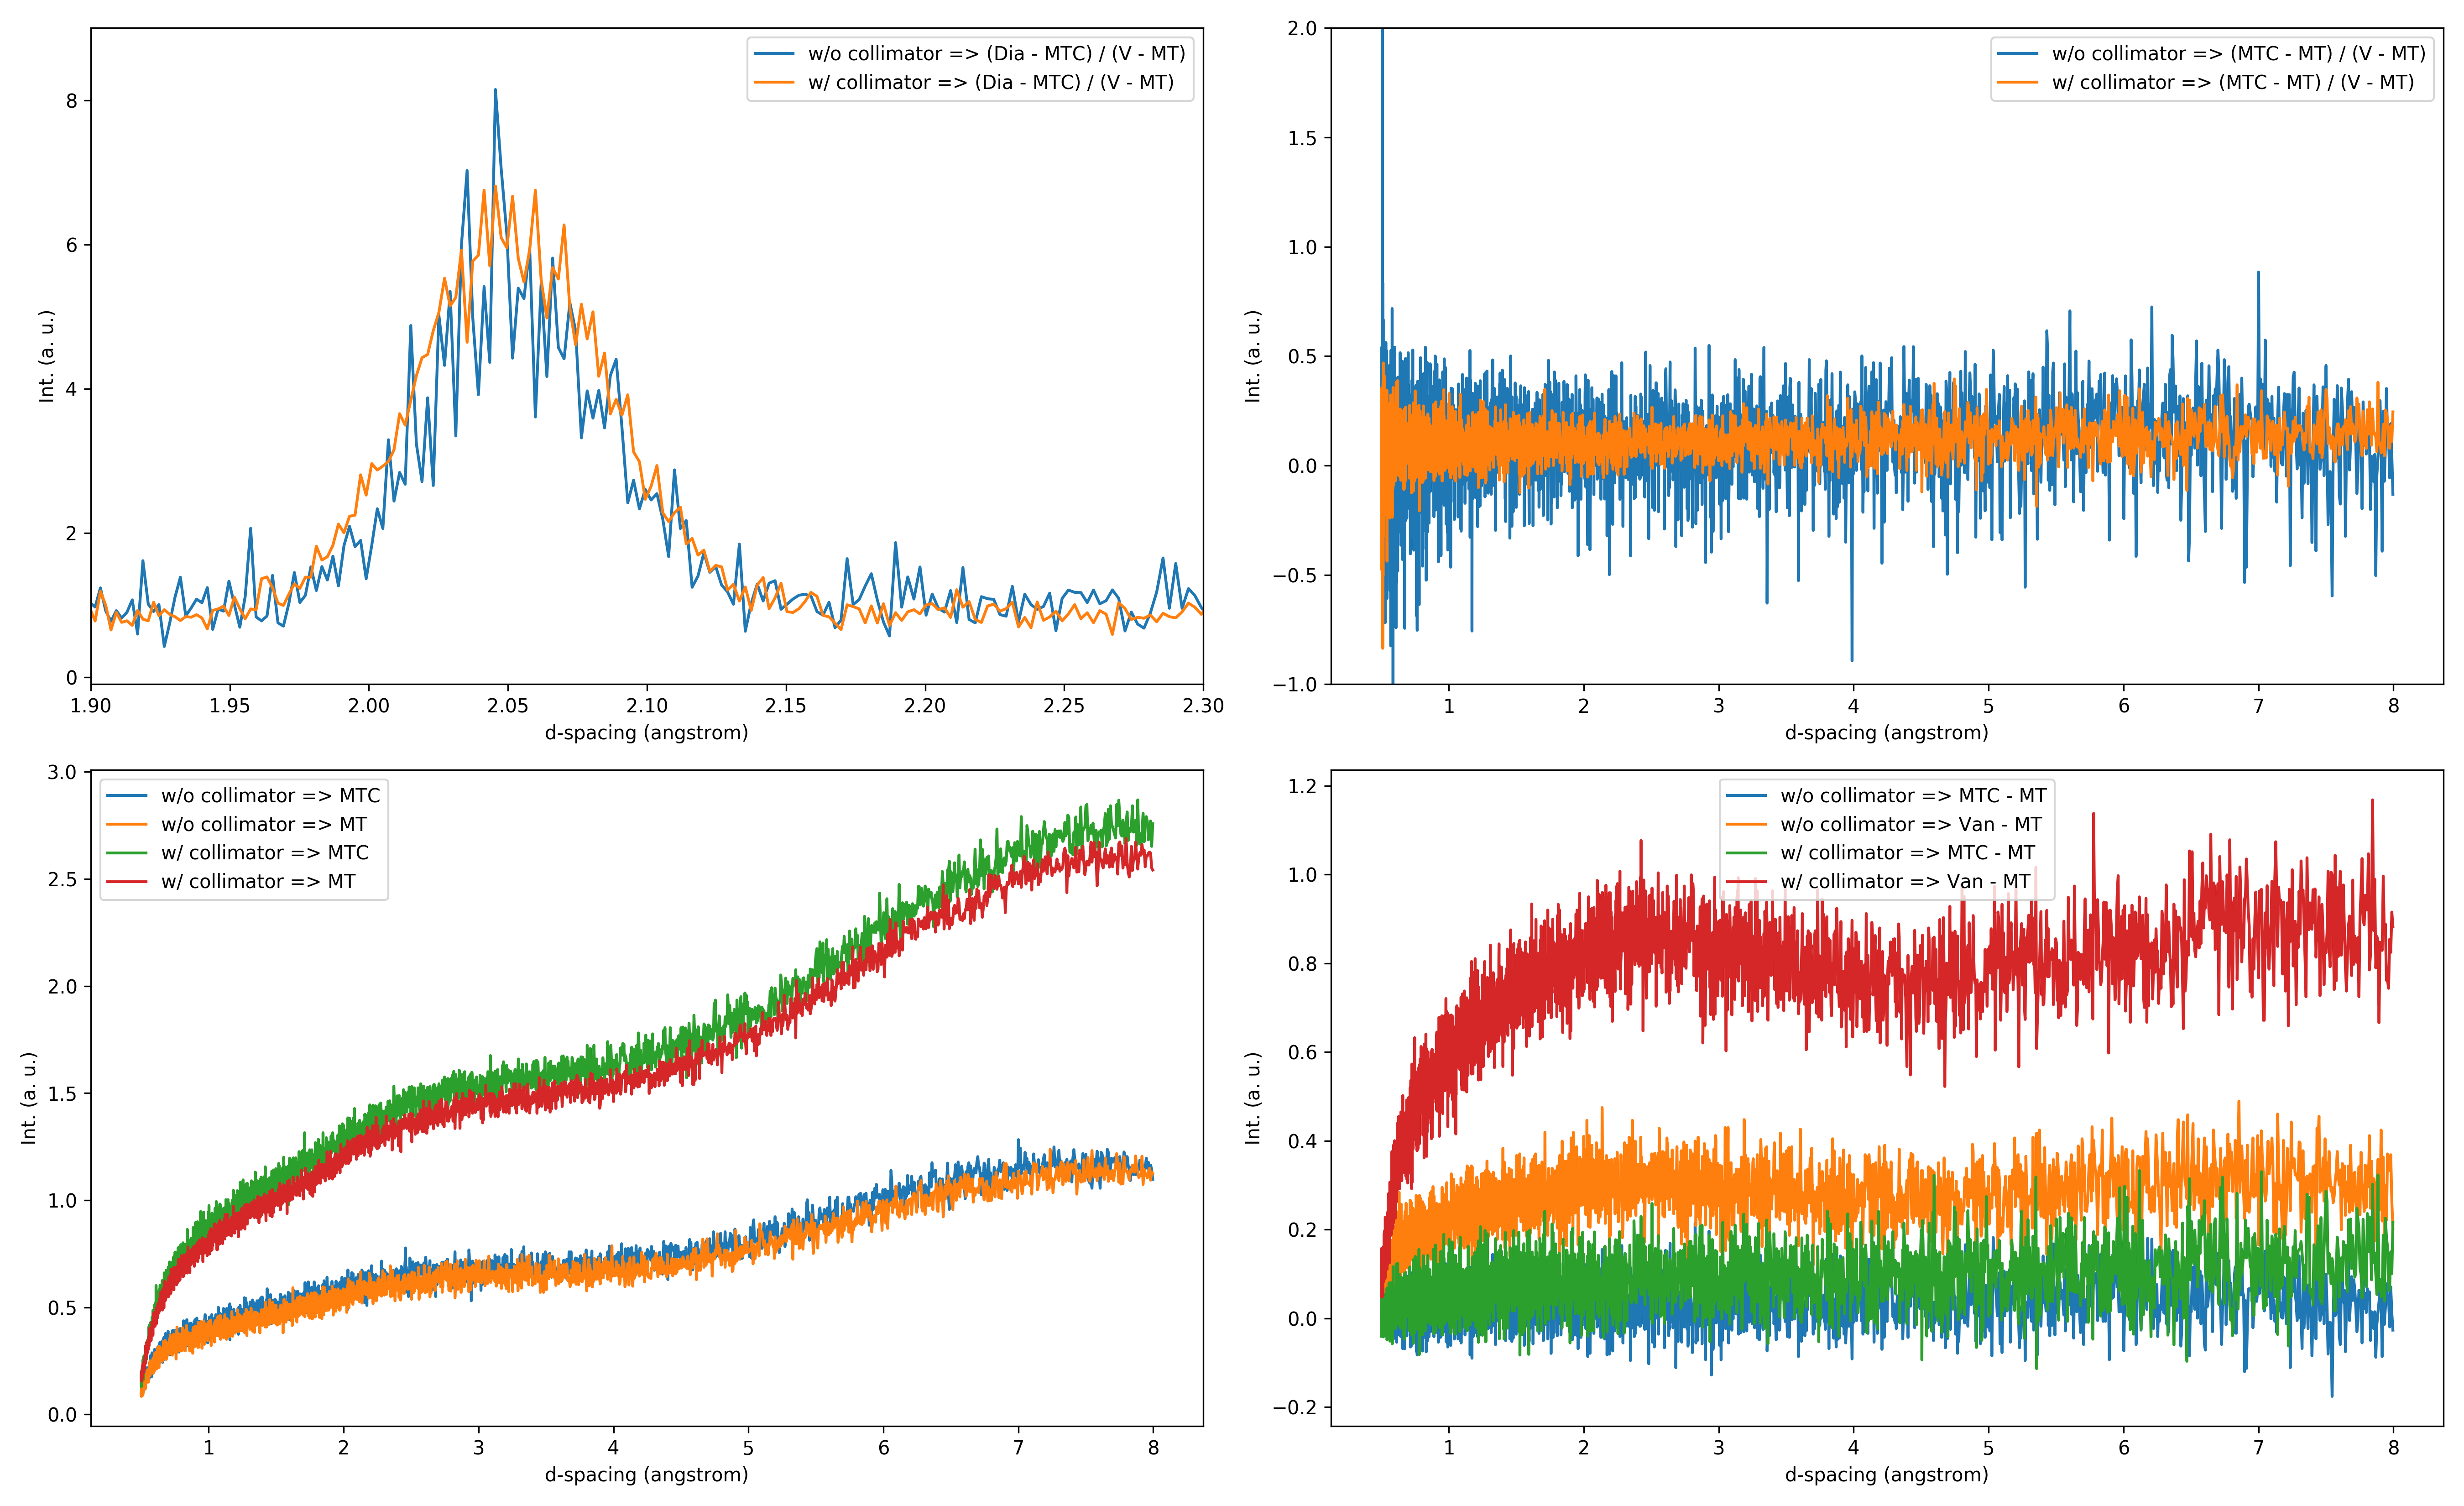 w/o collimator => (Dia - MTC) / (V - MT)
w/ collimator => (Dia - MTC) / (V - MT)
8
6
4
2
0
Int. (a. u.)
1.90 1.95 2.00 2.05 2.10 2.15 2.20 2.25 2.30
d-spacing (angstrom)
w/o collimator => (MTC - MT) / (V - MT)
w/ collimator => (MTC - MT) / (V - MT)
2.0
1.5
1.0
0.5
0.0
−0.5
−1.0
Int. (a. u.)
1 2 3 4 5 6 7 8
d-spacing (angstrom)
w/o collimator => MTC
w/o collimator => MT
w/ collimator => MTC
w/ collimator => MT
3.0
2.5
2.0
1.5
1.0
0.5
0.0
Int. (a. u.)
1 2 3 4 5 6 7 8
d-spacing (angstrom)
w/o collimator => MTC - MT
w/o collimator => Van - MT
w/ collimator => MTC - MT
w/ collimator => Van - MT
1.2
1.0
0.8
0.6
0.4
0.2
0.0
−0.2
Int. (a. u.)
1 2 3 4 5 6 7 8
d-spacing (angstrom)